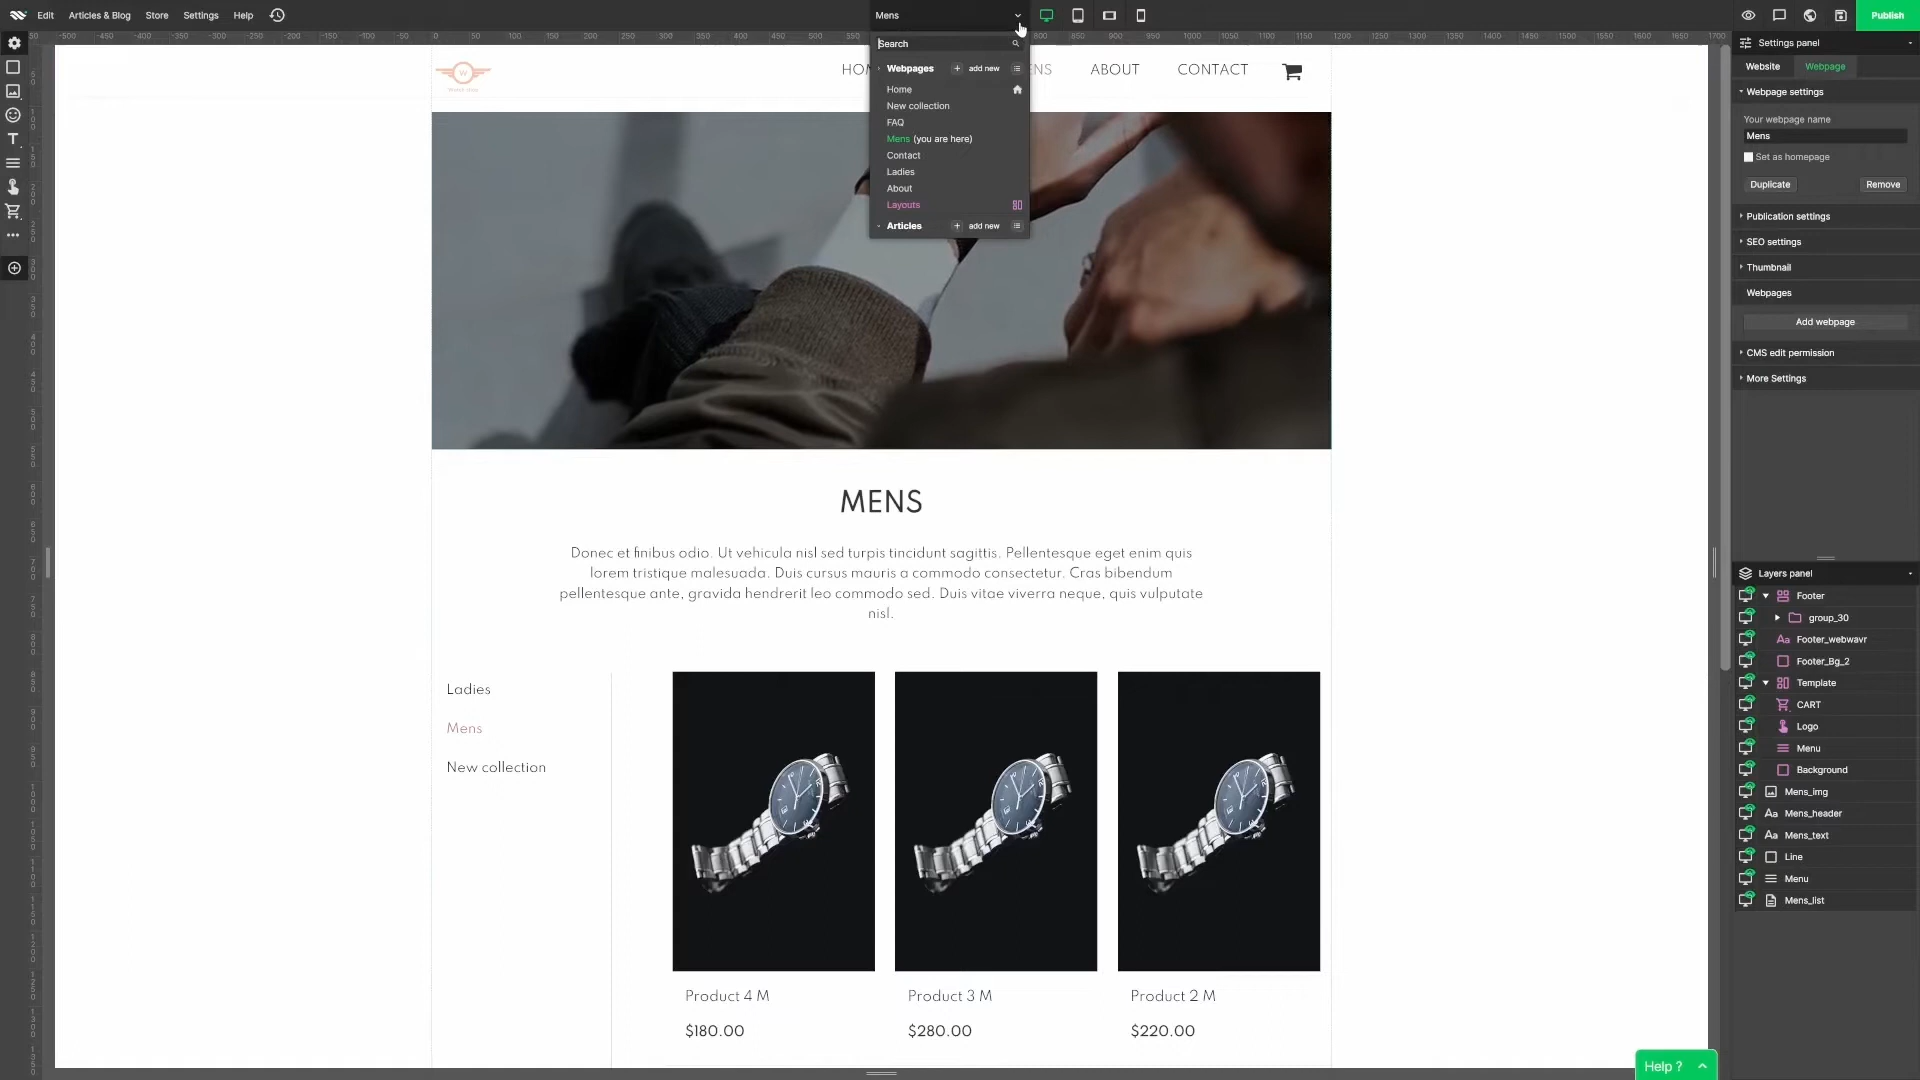 Edit
Articles & Blog
Store
Settings
Help
Mens
Publish
Search
Webpages
add new
Home
New collection
FAQ
Mens (you are here)
Contact
Ladies
About
Layouts
Articles
add new
ABOUT
CONTACT
MENS
Donec et finibus odio. Ut vehicula nisl sed turpis tincidunt sagittis. Pellentesque eget enim quis
lorem tristique malesuada. Duis cursus mauris a commodo consectetur. Cras bibendum
pellentesque ante, gravida hendrerit leo commodo sed. Duis vitae viverra neque, quis vulputate
nisl.
Ladies
Mens
New collection
Product 4 M
$180.00
Product 3 M
$280.00
Product 2 M
$220.00
Settings panel
Website
Webpage
Webpage settings
Your webpage name
Mens
Set as homepage
Duplicate
Remove
Publication settings
SEO settings
Thumbnail
Webpages
Add webpage
CMS edit permission
More Settings
Layers panel
Footer
group_30
Footer_webwavr
Footer_Bg_2
Template
CART
Logo
Menu
Background
Mens_img
Mens_header
Mens_text
Line
Menu
Mens_list
Help ?